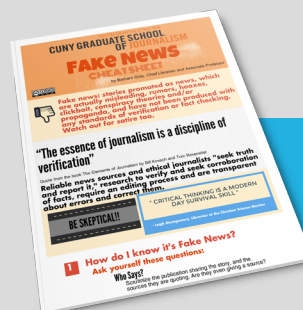 CUNY GRADUATE SCHOOL
OF JOURNALISM
FAKE NEWS
CHEATSHEET
by Barbara Gray, Chief Librarian and Associate Professor
Fake news: stories promoted as news, which
are actually misleading, rumors, hoaxes,
clickbait, conspiracy theories and/or
propaganda, and have not been produced with
any standards of verification or fact checking.
Watch out for satire too.
"The essence of journalism is a discipline of
verification"
Quote from the book The Elements of Journalism by Bill Kovach and Tom Rosenstiel
Reliable news sources and ethical journalists "seek truth
and report it," research to verify and seek corroboration
of facts, require an editing process and are transparent
about errors and correct them.
BE SKEPTICAL!!
" CRITICAL THINKING IS A MODERN
DAY SURVIVAL SKILL."
- Leigh Montgomery, Librarian at the Christian Science Monitor
1 How do I know it's Fake News?
Ask yourself these questions:
Who Says?
Scrutinize the publication sharing the story, and the
sources they are quoting. Are they even giving a source?